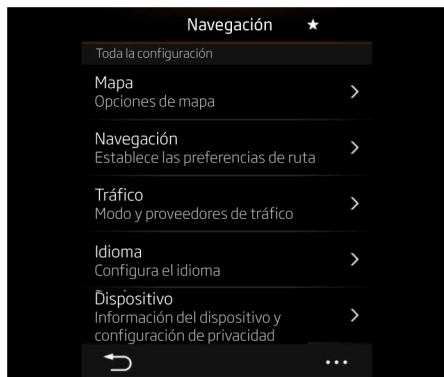 Navegación
Toda la configuración
Mapa
Opciones de mapa
Navegación
Establece las preferencias de ruta
Tráfico
Modo y proveedores de tráfico
Idioma
Configura el idioma
Dispositivo
Información del dispositivo y
configuración de privacidad